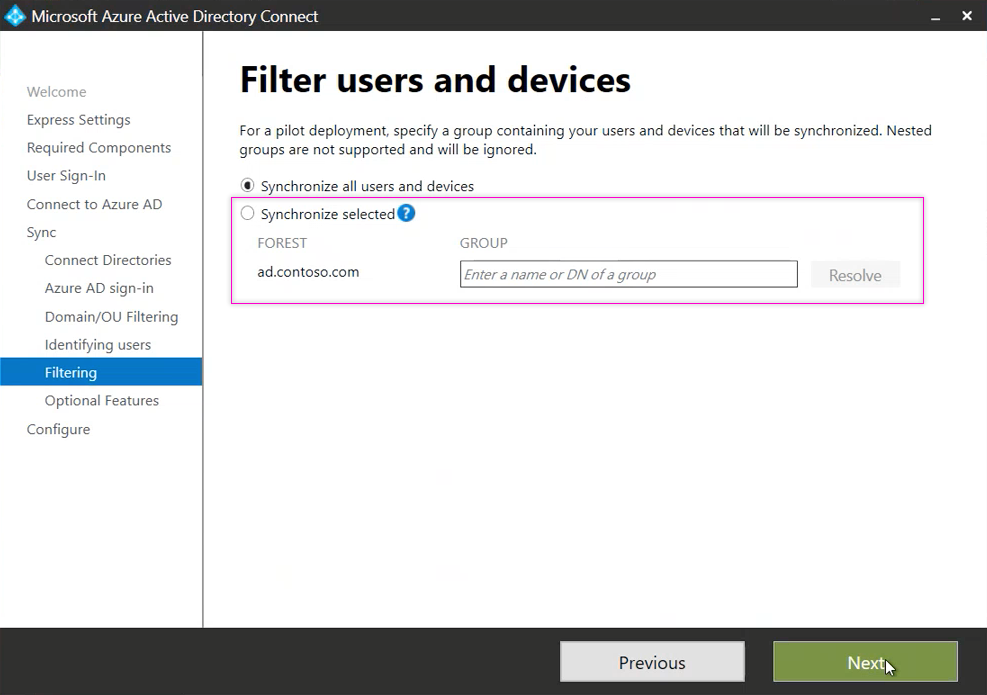 Microsoft Azure Active Directory Connect
Welcome
Express Settings
Required Components
User Sign-In
Connect to Azure AD
Sync
Connect Directories
Azure AD sign-in
Domain/OU Filtering
Identifying users
Filtering
Optional Features
Configure
Filter users and devices
For a pilot deployment, specify a group containing your users and devices that will be synchronized. Nested
groups are not supported and will be ignored.
Synchronize all users and devices
Synchronize selected ?
FOREST GROUP
ad.contoso.com Enter a name or DN of a group Resolve
Previous Next